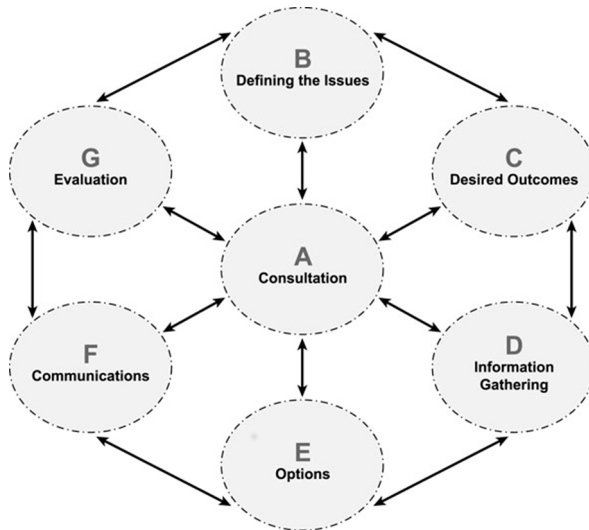 B
Defining the Issues
G
Evaluation
C
Desired Outcomes
A
Consultation
F
Communications
D
Information
Gathering
E
Options